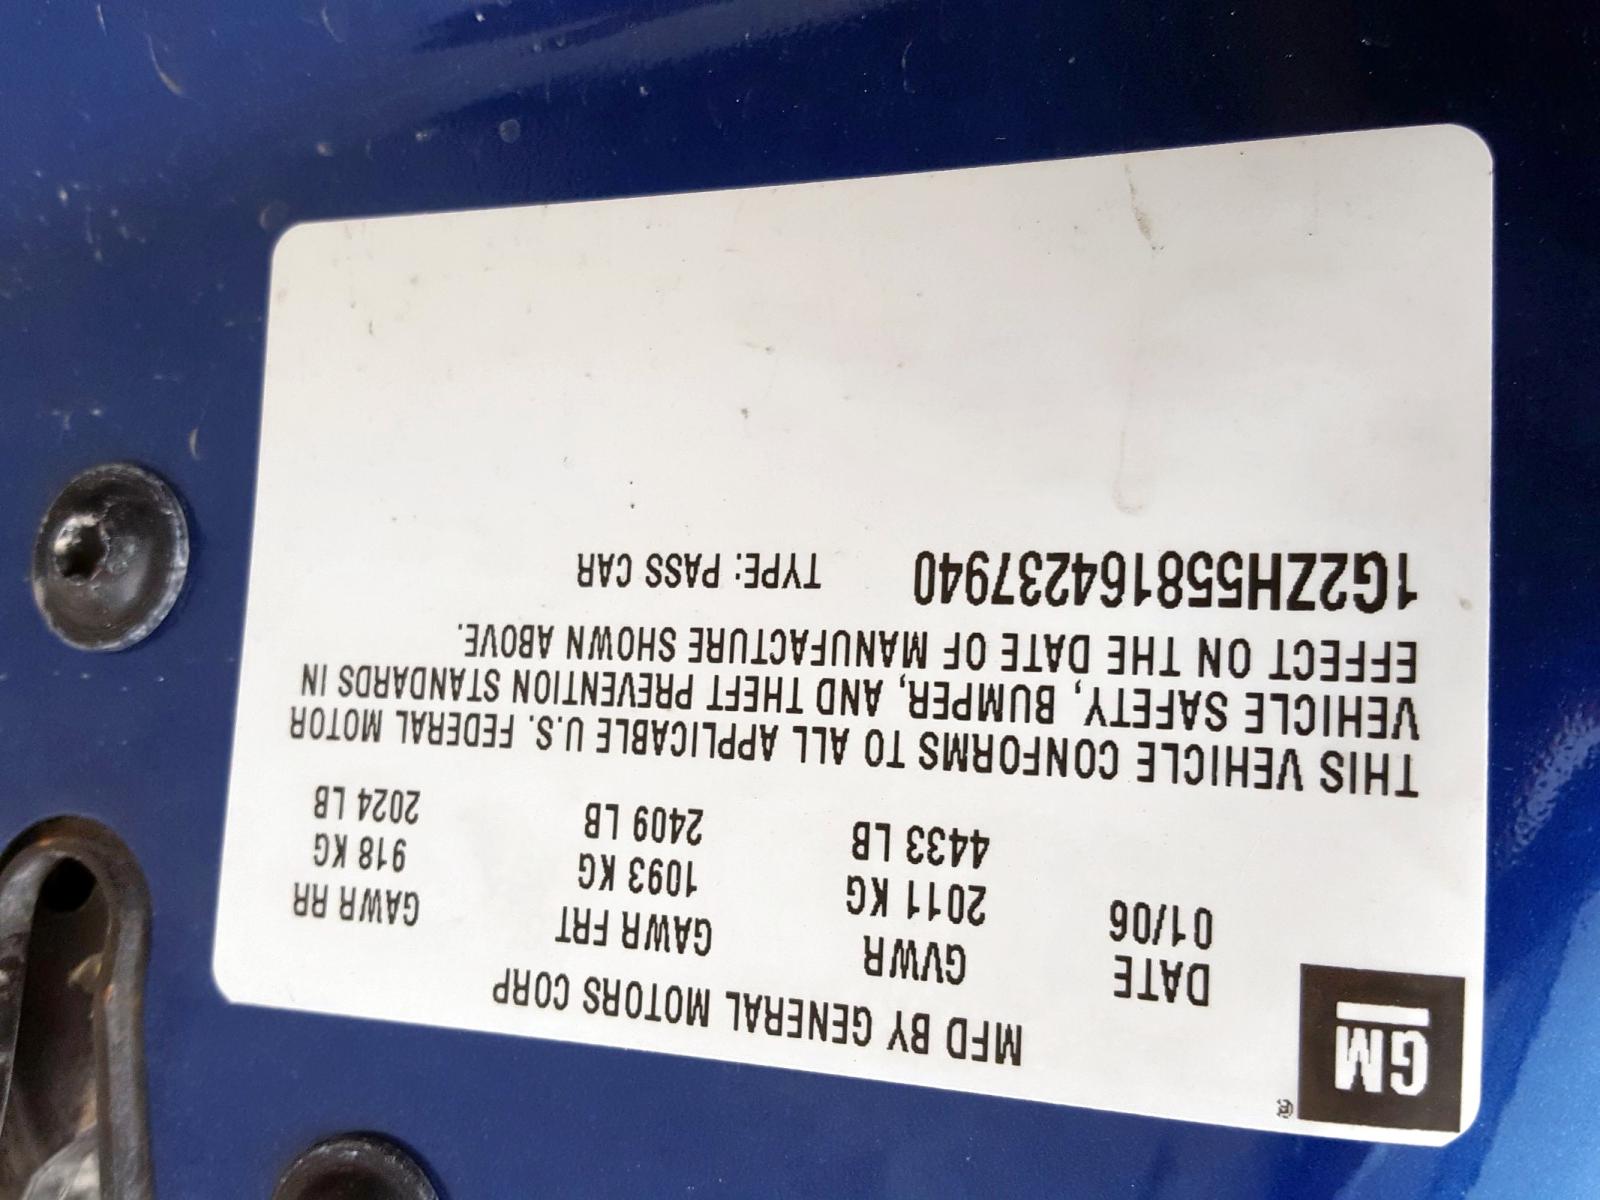 GM ®
MFD BY GENERAL MOTORS CORP
DATE GVWR GAWR FRT GAWR RR
01/06 2011 KG 1093 KG 918 KG
4433 LB 2409 LB 2024 LB
THIS VEHICLE CONFORMS TO ALL APPLICABLE U.S. FEDERAL MOTOR
VEHICLE SAFETY, BUMPER, AND THEFT PREVENTION STANDARDS IN
EFFECT ON THE DATE OF MANUFACTURE SHOWN ABOVE.
1G2ZH558164237940 TYPE: PASS CAR